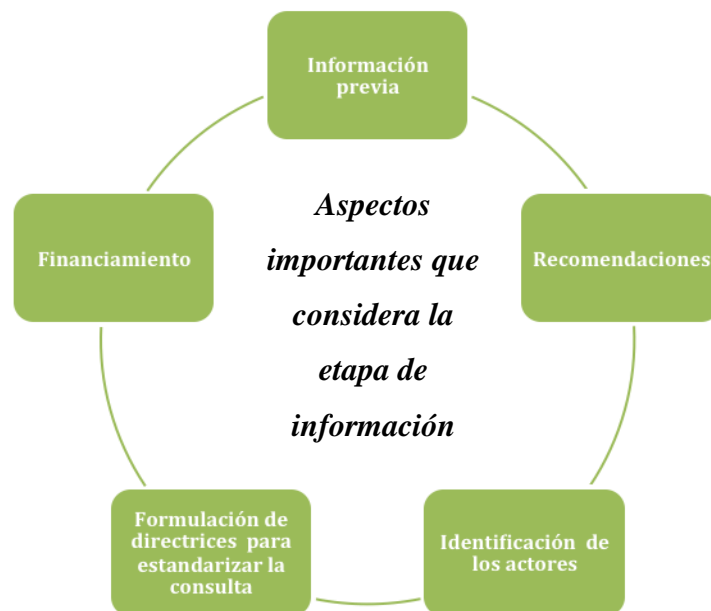 Información
previa
Recomendaciones
Identificación de
los actores
Formulación de
directrices para
estandarizar la
consulta
Financiamiento
Aspectos
importantes que
considera la
etapa de
información